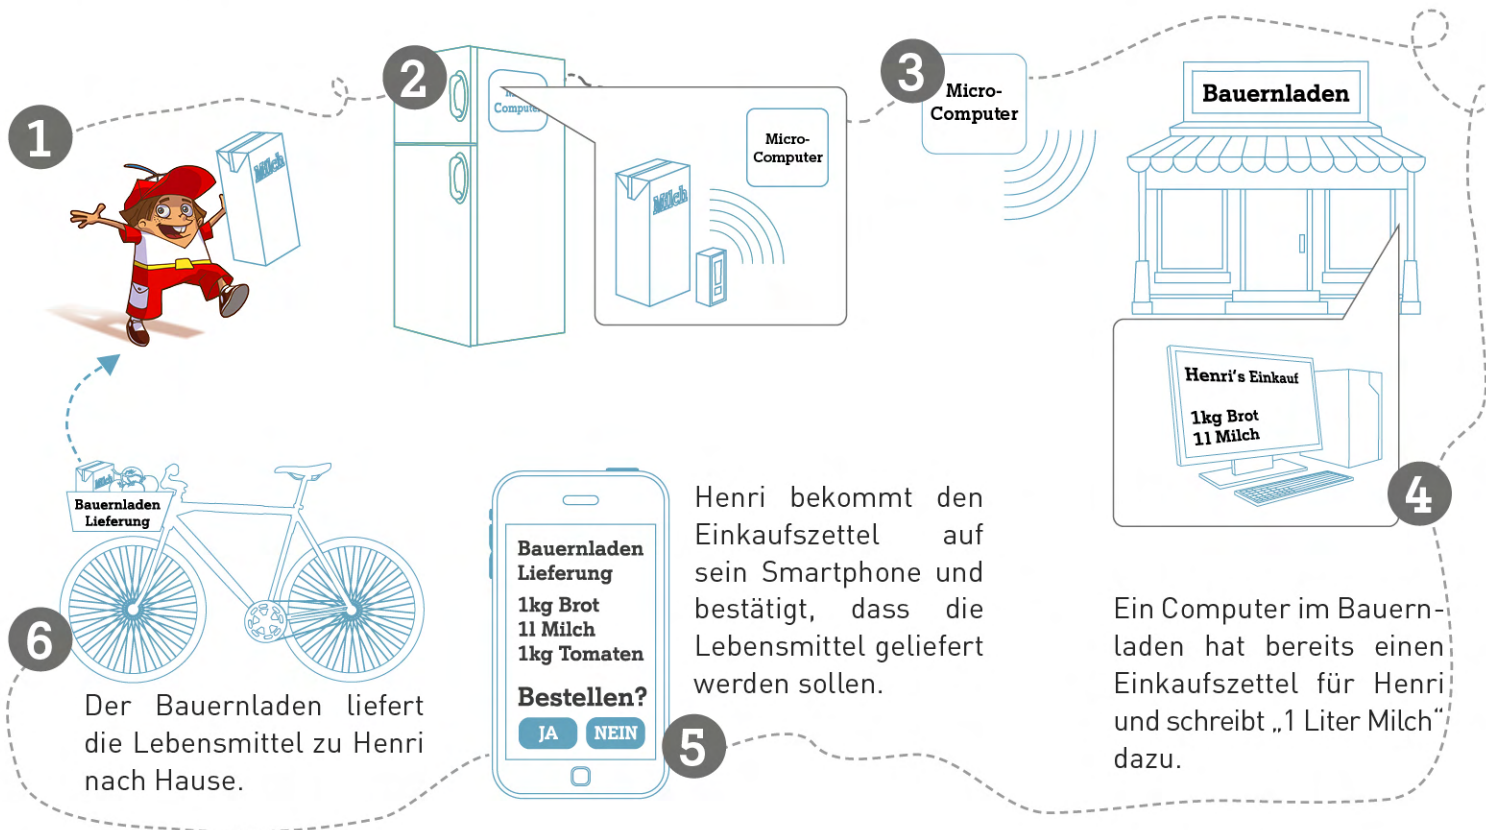 1
Milch
2
Micro-
Computer
Micro-
Computer
Milch
3
Micro-
Computer
Bauernladen
Henri's Einkauf
1kg Brot
1l Milch
4
Ein Computer im Bauern-
laden hat bereits einen
Einkaufszettel für Henri
und schreibt „1 Liter Milch“
dazu.
Bauernladen
Lieferung
1kg Brot
1l Milch
1kg Tomaten
Bestellen?
JA NEIN
5
Henri bekommt den
Einkaufszettel auf
sein Smartphone und
bestätigt, dass die
Lebensmittel geliefert
werden sollen.
Milch
Bauernladen
Lieferung
6
Der Bauernladen liefert
die Lebensmittel zu Henri
nach Hause.